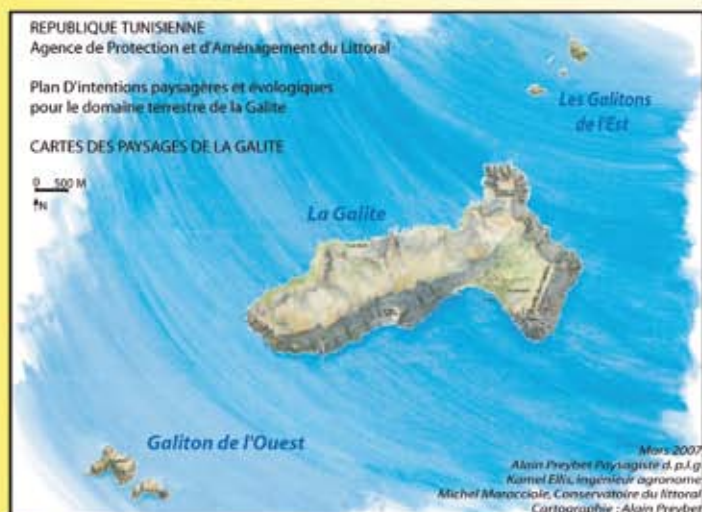 REPUBLIQUE TUNISIENNE
Agence de Protection et d'Aménagement du Littoral
Plan D'intentions paysagères et évologiques
pour le domaine terrestre de la Galite
CARTES DES PAYSAGES DE LA GALITE
0 500 M
N
Les Galitons
de l'Est
La Galite
Galiton de l'Ouest
Mars 2007
Alain Preybet Paysagiste d.p.l.g
Kamel Ellis, ingénieur agronome
Michel Maracciole, Conservatoire du littoral
Cartographie : Alain Preybet